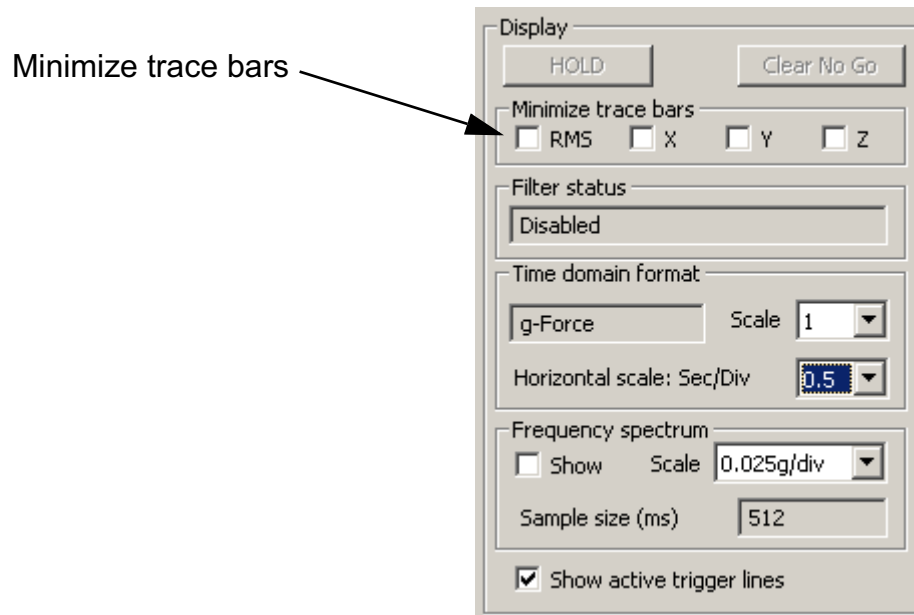 Minimize trace bars
Display
HOLD Clear No Go
Minimize trace bars
RMS X Y Z
Filter status
Disabled
Time domain format
g-Force Scale 1
Horizontal scale: Sec/Div 0.5
Frequency spectrum
Show Scale 0.025g/div
Sample size (ms) 512
Show active trigger lines